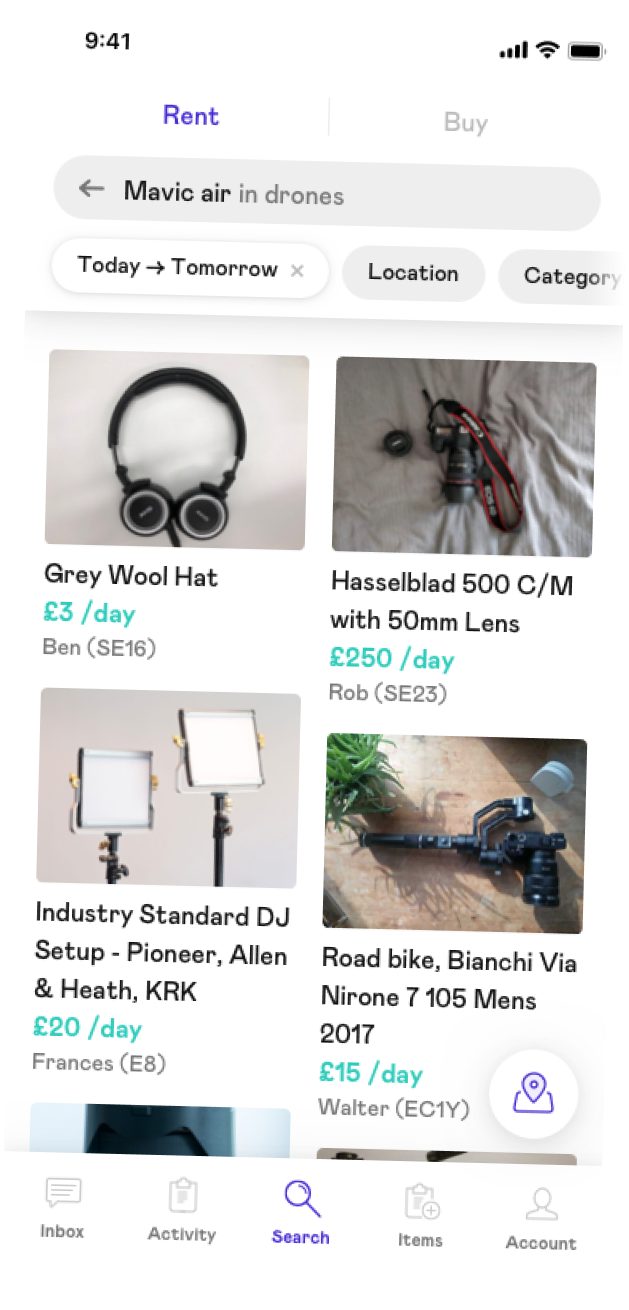 9:41
Rent
Buy
Mavic air in drones
Today → Tomorrow ×
Location
Category
Grey Wool Hat
£3 /day
Ben (SE16)
Hasselblad 500 C/M
with 50mm Lens
£250 /day
Rob (SE23)
Industry Standard DJ
Setup - Pioneer, Allen
& Heath, KRK
£20 /day
Frances (E8)
Road bike, Bianchi Via
Nirone 7 105 Mens
2017
£15 /day
Walter (EC1Y)
Inbox
Activity
Search
Items
Account